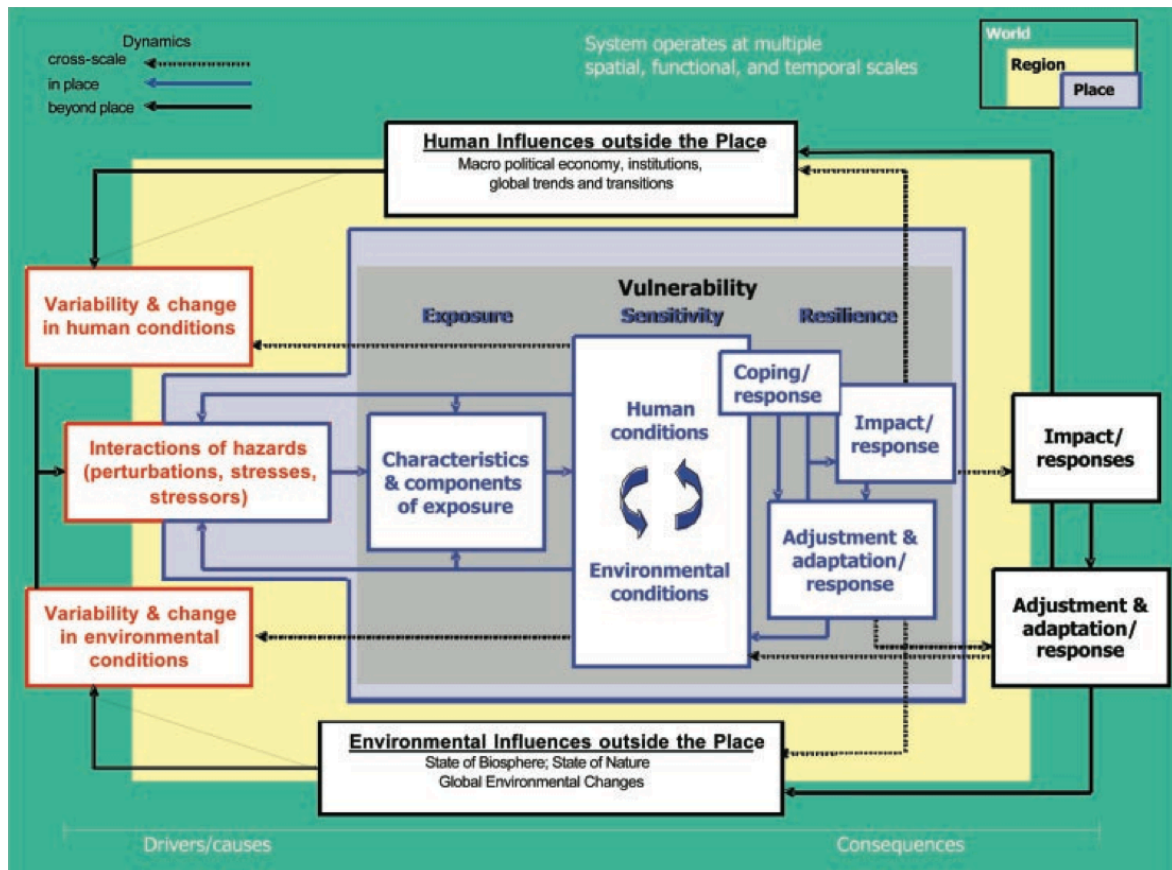 Dynamics
cross-scale
in place
beyond place
System operates at multiple
spatial, functional, and temporal scales
World
Region
Place
Human Influences outside the Place
Macro political economy, institutions,
global trends and transitions
Variability & change
in human conditions
Vulnerability
Exposure
Sensitivity
Resilience
Coping/
response
Human
conditions
Impact/
response
Impact/
responses
Interactions of hazards
(perturbations, stresses,
stressors)
Characteristics
& components
of exposure
Adjustment &
adaptation/
response
Environmental
conditions
Variability & change
in environmental
conditions
Adjustment &
adaptation/
response
Environmental Influences outside the Place
State of Biosphere; State of Nature
Global Environmental Changes
Drivers/causes
Consequences